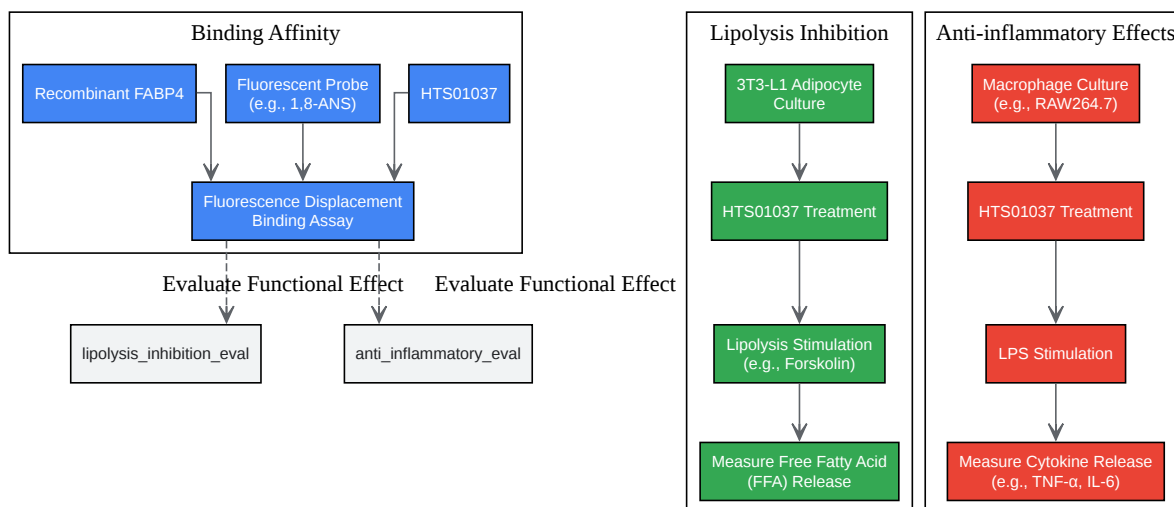 Binding Affinity
Recombinant FABP4
Fluorescent Probe
(e.g., 1,8-ANS)
HTS01037
Fluorescence Displacement
Binding Assay
Evaluate Functional Effect
Evaluate Functional Effect
lipolysis_inhibition_eval
anti_inflammatory_eval
Lipolysis Inhibition
3T3-L1 Adipocyte
Culture
HTS01037 Treatment
Lipolysis Stimulation
(e.g., Forskolin)
Measure Free Fatty Acid
(FFA) Release
Anti-inflammatory Effects
Macrophage Culture
(e.g., RAW264.7)
HTS01037 Treatment
LPS Stimulation
Measure Cytokine Release
(e.g., TNF-α, IL-6)